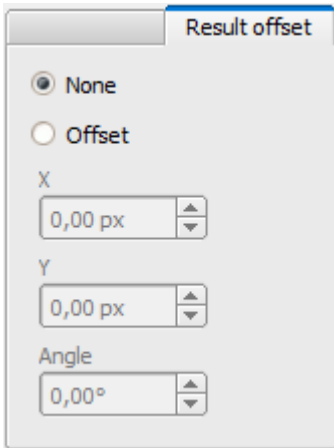 Result offset
None
Offset
X
0,00 px
Y
0,00 px
Angle
0,00°